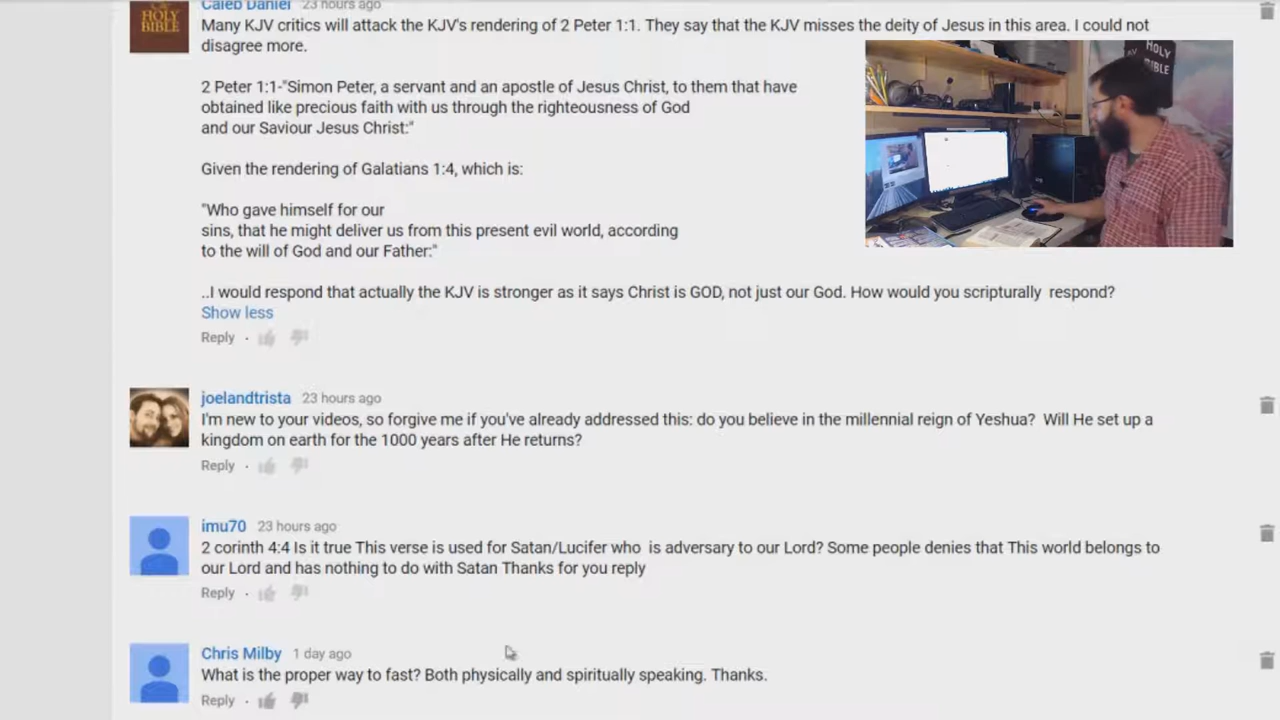 HOLY
BIBLE
Caleb Daniel 23 hours ago
Many KJV critics will attack the KJV's rendering of 2 Peter 1:1. They say that the KJV misses the deity of Jesus in this area. I could not
disagree more.
2 Peter 1:1-"Simon Peter, a servant and an apostle of Jesus Christ, to them that have
obtained like precious faith with us through the righteousness of God
and our Saviour Jesus Christ:"
Given the rendering of Galatians 1:4, which is:
"Who gave himself for our
sins, that he might deliver us from this present evil world, according
to the will of God and our Father:"
..I would respond that actually the KJV is stronger as it says Christ is GOD, not just our God. How would you scripturally respond?
Show less
Reply
HOLY
BIBLE
joelandtrista 23 hours ago
I'm new to your videos, so forgive me if you've already addressed this: do you believe in the millennial reign of Yeshua? Will He set up a
kingdom on earth for the 1000 years after He returns?
Reply
imu70 23 hours ago
2 corinth 4:4 Is it true This verse is used for Satan/Lucifer who is adversary to our Lord? Some people denies that This world belongs to
our Lord and has nothing to do with Satan Thanks for you reply
Reply
Chris Milby 1 day ago
What is the proper way to fast? Both physically and spiritually speaking. Thanks.
Reply